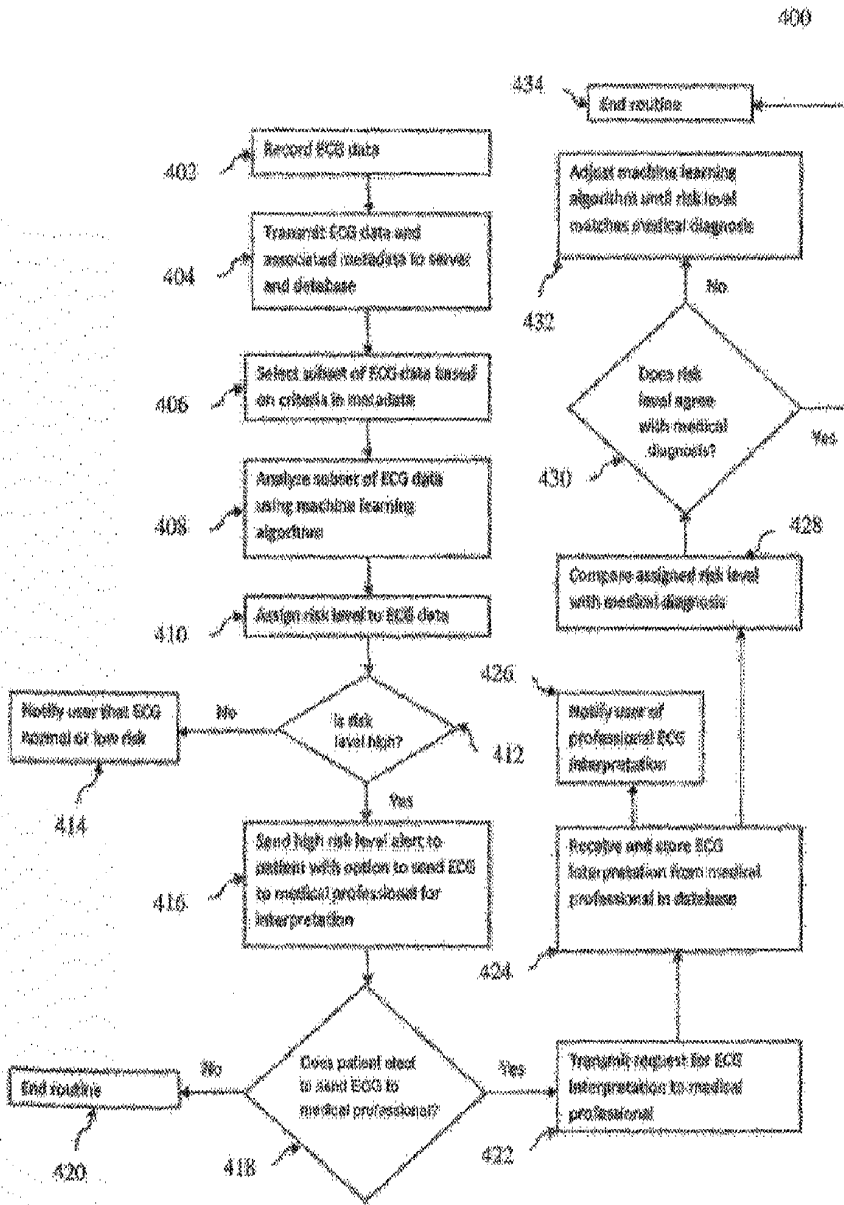 400
402
Record ECG data
404
Transmit ECG data and
associated metadata to server
and database
406
Select subset of ECG data based
on criteria in metadata
408
Analyze subset of ECG data
using machine learning
algorithm
410
Assign risk level to ECG data
412
Is risk
level high?
No
Notify user that ECG
normal or low risk
414
Yes
416
Send high risk level alert to
patient with option to send ECG
to medical professional for
interpretation
Does patient elect
to send ECG to
medical professional?
418
No
End routine
420
Yes
Transmit request for ECG
interpretation to medical
professional
422
Receive and store ECG
interpretation from medical
professional in database
424
426
Notify user of
professional ECG
interpretation
428
Compare assigned risk level
with medical diagnosis
Does risk
level agree
with medical
diagnosis?
430
No
Yes
Adjust machine learning
algorithm until risk level
matches medical diagnosis
432
434
End routine